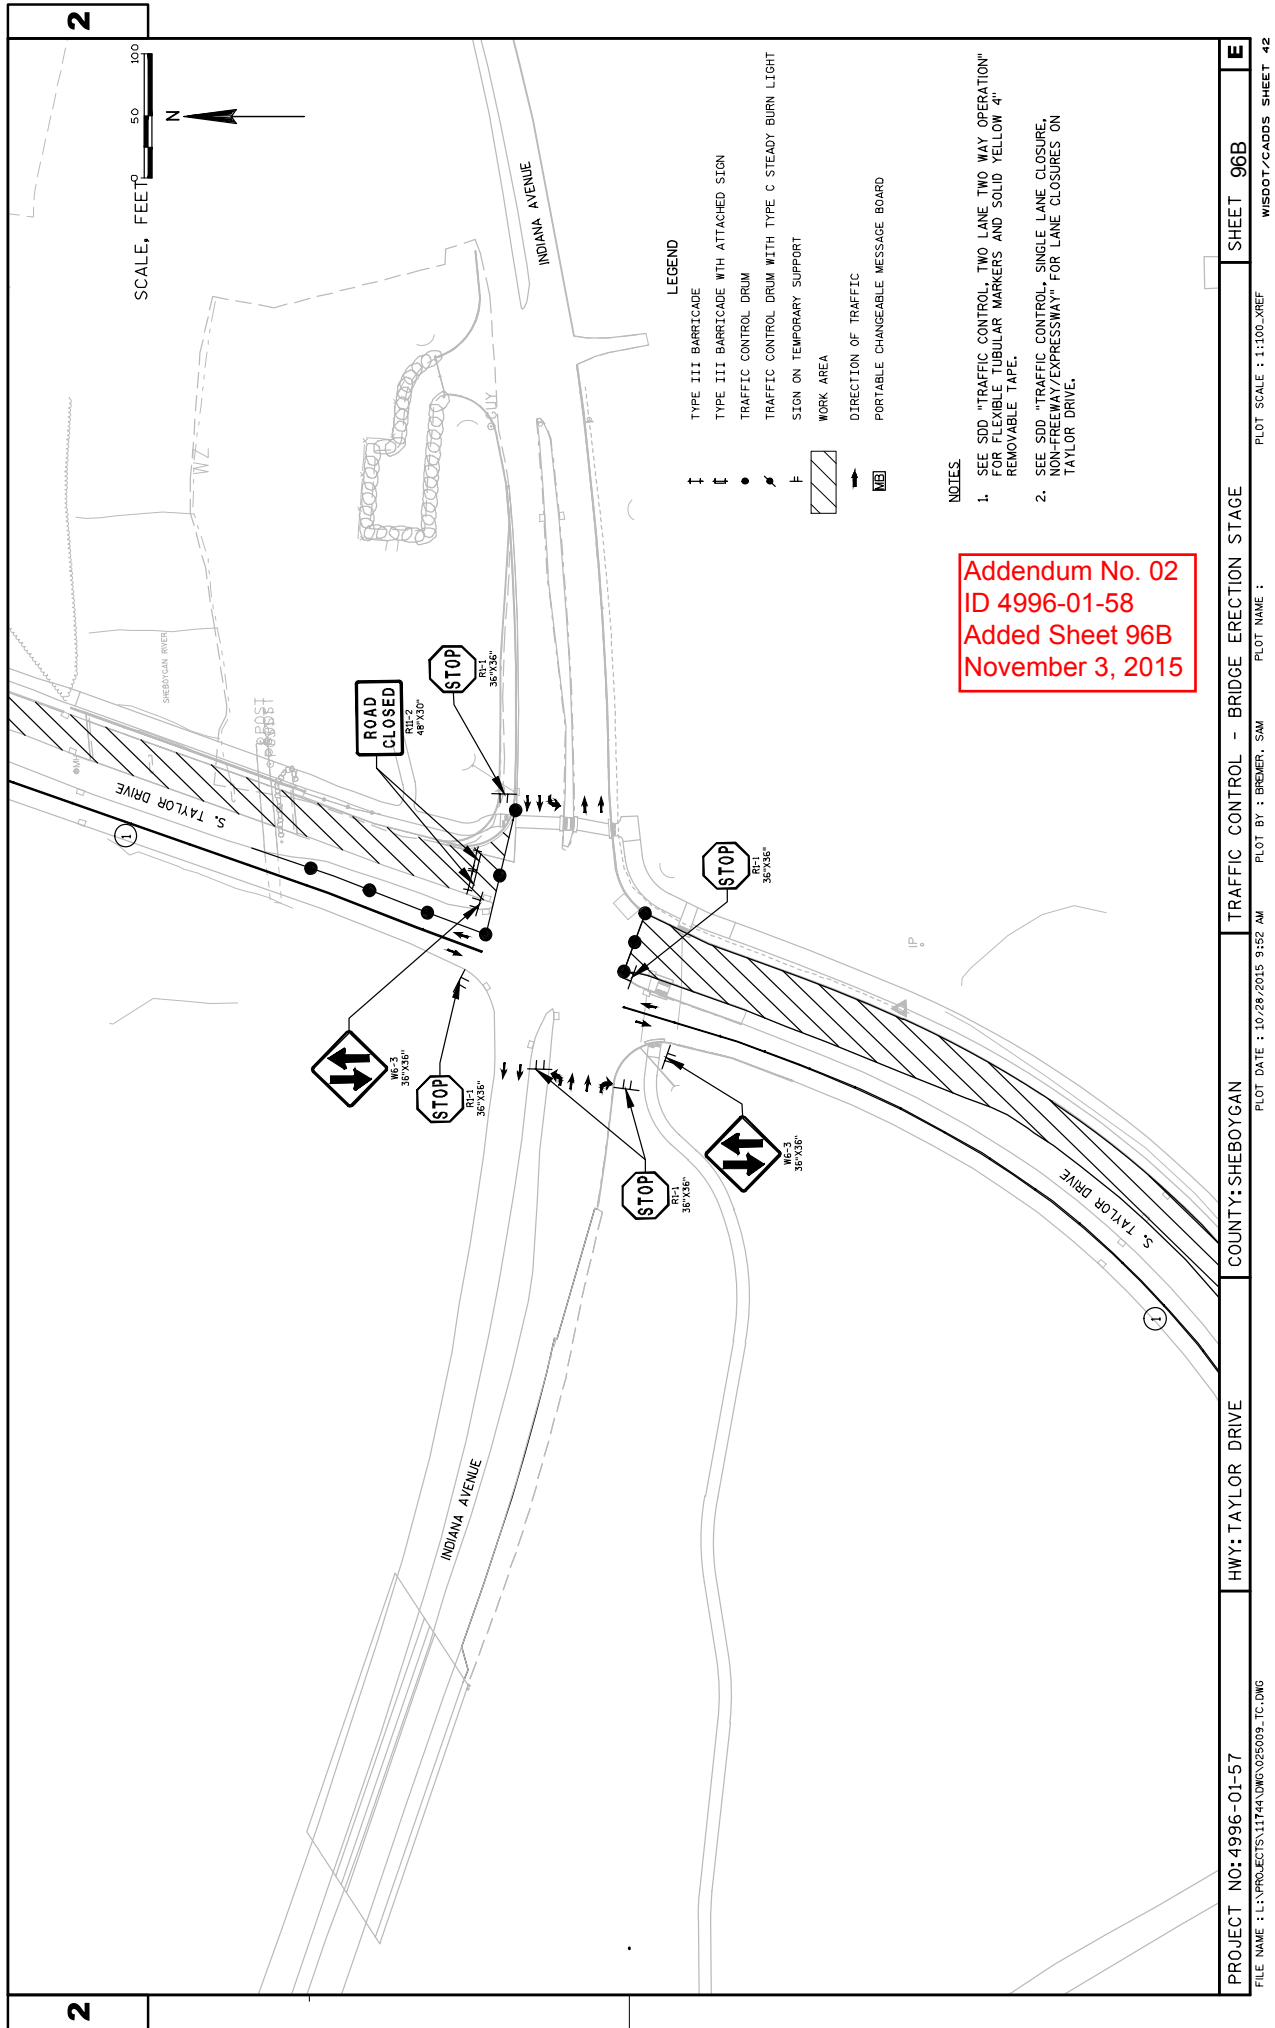 2
2
SCALE, FEET
0
50
100
N
INDIANA AVENUE
WZ
GUY
SHEBOYGAN RIVER
S. TAYLOR DRIVE
1
ROAD
CLOSED
R11-2
48"X30"
STOP
R1-1
36"X36"
W6-3
36"X36"
STOP
R1-1
36"X36"
STOP
R1-1
36"X36"
STOP
R1-1
36"X36"
W6-3
36"X36"
IP
INDIANA AVENUE
S. TAYLOR DRIVE
1
LEGEND
TYPE III BARRICADE
TYPE III BARRICADE WTH ATTACHED SIGN
TRAFFIC CONTROL DRUM
TRAFFIC CONTROL DRUM WITH TYPE C STEADY BURN LIGHT
SIGN ON TEMPORARY SUPPORT
WORK AREA
DIRECTION OF TRAFFIC
MB PORTABLE CHANGEABLE MESSAGE BOARD
NOTES
1. SEE SDD "TRAFFIC CONTROL, TWO LANE TWO WAY OPERATION"
FOR FLEXIBLE TUBULAR MARKERS AND SOLID YELLOW 4"
REMOVABLE TAPE.
2. SEE SDD "TRAFFIC CONTROL, SINGLE LANE CLOSURE,
NON-FREEWAY/EXPRESSWAY" FOR LANE CLOSURES ON
TAYLOR DRIVE.
Addendum No. 02
ID 4996-01-58
Added Sheet 96B
November 3, 2015
PROJECT NO: 4996-01-57
HWY: TAYLOR DRIVE
COUNTY: SHEBOYGAN
TRAFFIC CONTROL - BRIDGE ERECTION STAGE
SHEET 96B
E
FILE NAME : L:\PROJECTS\11744\DWG\025009_TC.DWG
PLOT DATE : 10/28/2015 9:52 AM
PLOT BY : BREMER, SAM
PLOT NAME :
PLOT SCALE : 1:100_XREF
WISDOT/CADDS SHEET 42